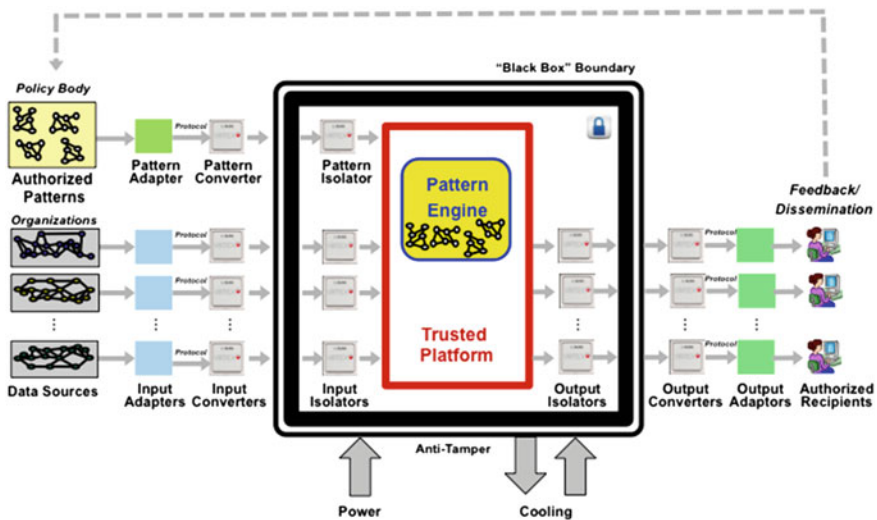 "Black Box" Boundary
Policy Body
Protocol
Pattern
Adapter
Pattern
Converter
Pattern
Isolator
Authorized
Patterns
Pattern
Engine
Feedback/
Dissemination
Organizations
Protocol
Protocol
Protocol
Protocol
Trusted
Platform
Protocol
Protocol
Data Sources
Input
Adapters
Input
Converters
Input
Isolators
Output
Isolators
Output
Converters
Output
Adaptors
Authorized
Recipients
Anti-Tamper
Power
Cooling